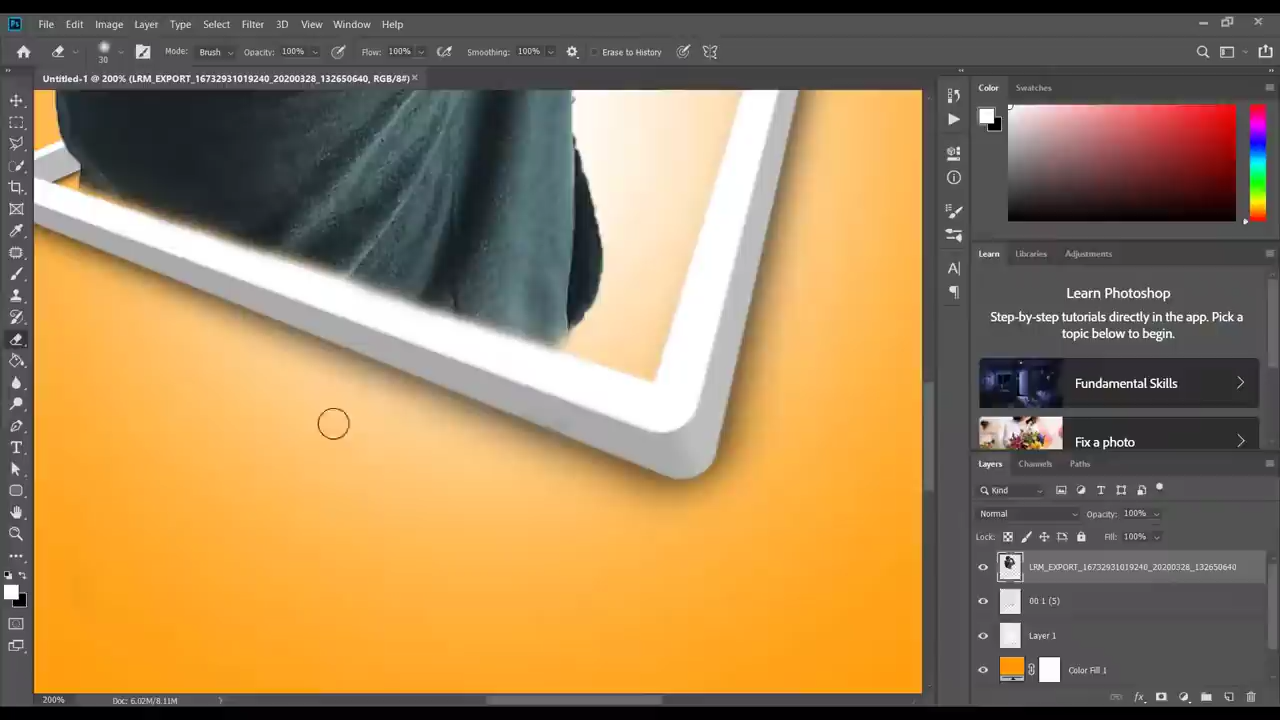 Ps File Edit Image Layer Type Select Filter 3D View Window Help
30 Mode: Brush Opacity: 100% Flow: 100% Smoothing: 100% Erase to History
Untitled-1 @ 200% (LRM_EXPORT_16732931019240_20200328_132650640, RGB/8#)
Color Swatches
Learn Libraries Adjustments
Learn Photoshop
Step-by-step tutorials directly in the app. Pick a
topic below to begin.
Fundamental Skills
Fix a photo
Layers Channels Paths
Kind
Normal Opacity: 100%
Lock: Fill: 100%
LRM_EXPORT_16732931019240_20200328_132650640
00 1 (5)
Layer 1
Color Fill 1
200% Doc: 6.02M/8.11M